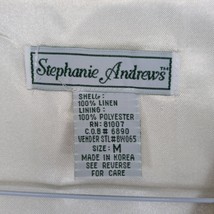 Stephanie Andrews™
SHELL:
100% LINEN
LINING:
100% POLYESTER
RN: 81007
C.O.B# 6890
VENDER STL: BW065
SIZE: M
MADE IN KOREA
SEE REVERSE
FOR CARE